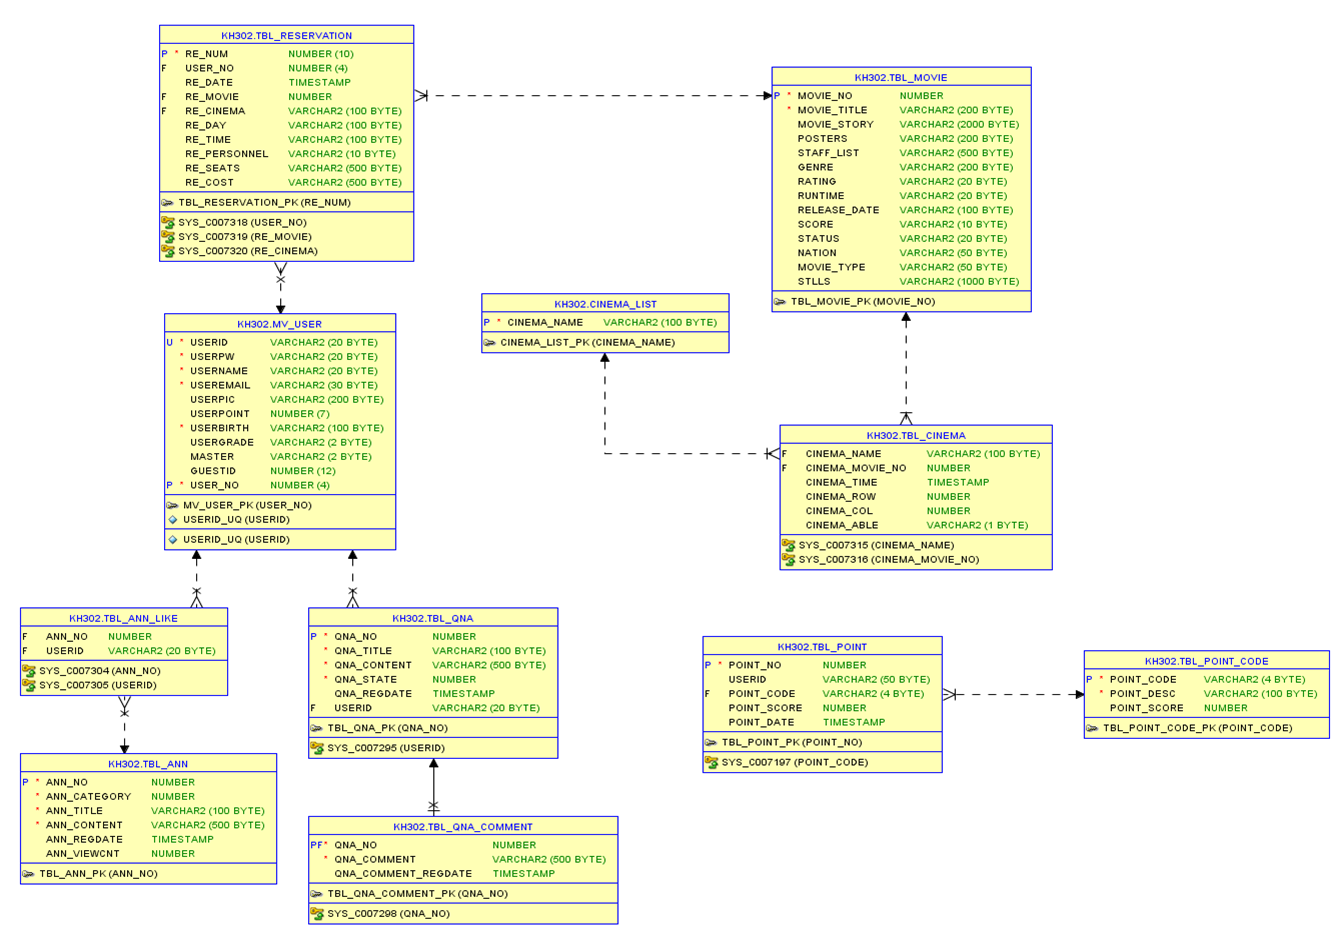 KH302.TBL_RESERVATION
P * RE_NUM NUMBER (10)
F USER_NO NUMBER (4)
RE_DATE TIMESTAMP
F RE_MOVIE NUMBER
F RE_CINEMA VARCHAR2 (100 BYTE)
RE_DAY VARCHAR2 (100 BYTE)
RE_TIME VARCHAR2 (100 BYTE)
RE_PERSONNEL VARCHAR2 (10 BYTE)
RE_SEATS VARCHAR2 (500 BYTE)
RE_COST VARCHAR2 (500 BYTE)
TBL_RESERVATION_PK (RE_NUM)
SYS_C007318 (USER_NO)
SYS_C007319 (RE_MOVIE)
SYS_C007320 (RE_CINEMA)
KH302.TBL_MOVIE
P * MOVIE_NO NUMBER
* MOVIE_TITLE VARCHAR2 (200 BYTE)
MOVIE_STORY VARCHAR2 (2000 BYTE)
POSTERS VARCHAR2 (200 BYTE)
STAFF_LIST VARCHAR2 (500 BYTE)
GENRE VARCHAR2 (200 BYTE)
RATING VARCHAR2 (20 BYTE)
RUNTIME VARCHAR2 (20 BYTE)
RELEASE_DATE VARCHAR2 (100 BYTE)
SCORE VARCHAR2 (10 BYTE)
STATUS VARCHAR2 (20 BYTE)
NATION VARCHAR2 (50 BYTE)
MOVIE_TYPE VARCHAR2 (50 BYTE)
STLLS VARCHAR2 (1000 BYTE)
TBL_MOVIE_PK (MOVIE_NO)
KH302.CINEMA_LIST
P * CINEMA_NAME VARCHAR2 (100 BYTE)
CINEMA_LIST_PK (CINEMA_NAME)
KH302.MV_USER
U * USERID VARCHAR2 (20 BYTE)
* USERPW VARCHAR2 (20 BYTE)
* USERNAME VARCHAR2 (20 BYTE)
* USEREMAIL VARCHAR2 (30 BYTE)
USERPIC VARCHAR2 (200 BYTE)
USERPOINT NUMBER (7)
* USERBIRTH VARCHAR2 (100 BYTE)
USERGRADE VARCHAR2 (2 BYTE)
MASTER VARCHAR2 (2 BYTE)
GUESTID NUMBER (12)
P * USER_NO NUMBER (4)
MV_USER_PK (USER_NO)
USERID_UQ (USERID)
USERID_UQ (USERID)
KH302.TBL_CINEMA
F CINEMA_NAME VARCHAR2 (100 BYTE)
F CINEMA_MOVIE_NO NUMBER
CINEMA_TIME TIMESTAMP
CINEMA_ROW NUMBER
CINEMA_COL NUMBER
CINEMA_ABLE VARCHAR2 (1 BYTE)
SYS_C007315 (CINEMA_NAME)
SYS_C007316 (CINEMA_MOVIE_NO)
KH302.TBL_ANN_LIKE
F ANN_NO NUMBER
F USERID VARCHAR2 (20 BYTE)
SYS_C007304 (ANN_NO)
SYS_C007305 (USERID)
KH302.TBL_QNA
P * QNA_NO NUMBER
* QNA_TITLE VARCHAR2 (100 BYTE)
* QNA_CONTENT VARCHAR2 (500 BYTE)
* QNA_STATE NUMBER
QNA_REGDATE TIMESTAMP
F USERID VARCHAR2 (20 BYTE)
TBL_QNA_PK (QNA_NO)
SYS_C007295 (USERID)
KH302.TBL_POINT
P * POINT_NO NUMBER
USERID VARCHAR2 (50 BYTE)
F POINT_CODE VARCHAR2 (4 BYTE)
POINT_SCORE NUMBER
POINT_DATE TIMESTAMP
TBL_POINT_PK (POINT_NO)
SYS_C007197 (POINT_CODE)
KH302.TBL_POINT_CODE
P * POINT_CODE VARCHAR2 (4 BYTE)
* POINT_DESC VARCHAR2 (100 BYTE)
POINT_SCORE NUMBER
TBL_POINT_CODE_PK (POINT_CODE)
KH302.TBL_ANN
P * ANN_NO NUMBER
* ANN_CATEGORY NUMBER
* ANN_TITLE VARCHAR2 (100 BYTE)
* ANN_CONTENT VARCHAR2 (500 BYTE)
ANN_REGDATE TIMESTAMP
ANN_VIEWCNT NUMBER
TBL_ANN_PK (ANN_NO)
KH302.TBL_QNA_COMMENT
PF * QNA_NO NUMBER
* QNA_COMMENT VARCHAR2 (500 BYTE)
QNA_COMMENT_REGDATE TIMESTAMP
TBL_QNA_COMMENT_PK (QNA_NO)
SYS_C007298 (QNA_NO)